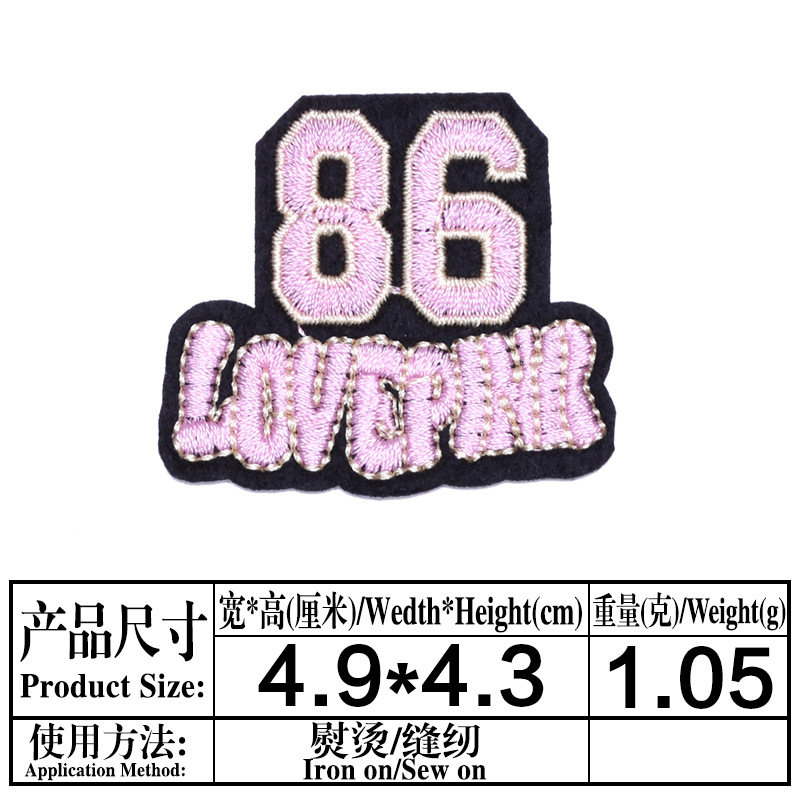 86
LOVEPINK
产品尺寸
Product Size:
宽*高(厘米)/Wedth*Height(cm)
重量(克)/Weight(g)
4.9*4.3
1.05
使用方法:
Application Method:
熨烫/缝纫
Iron on/Sew on